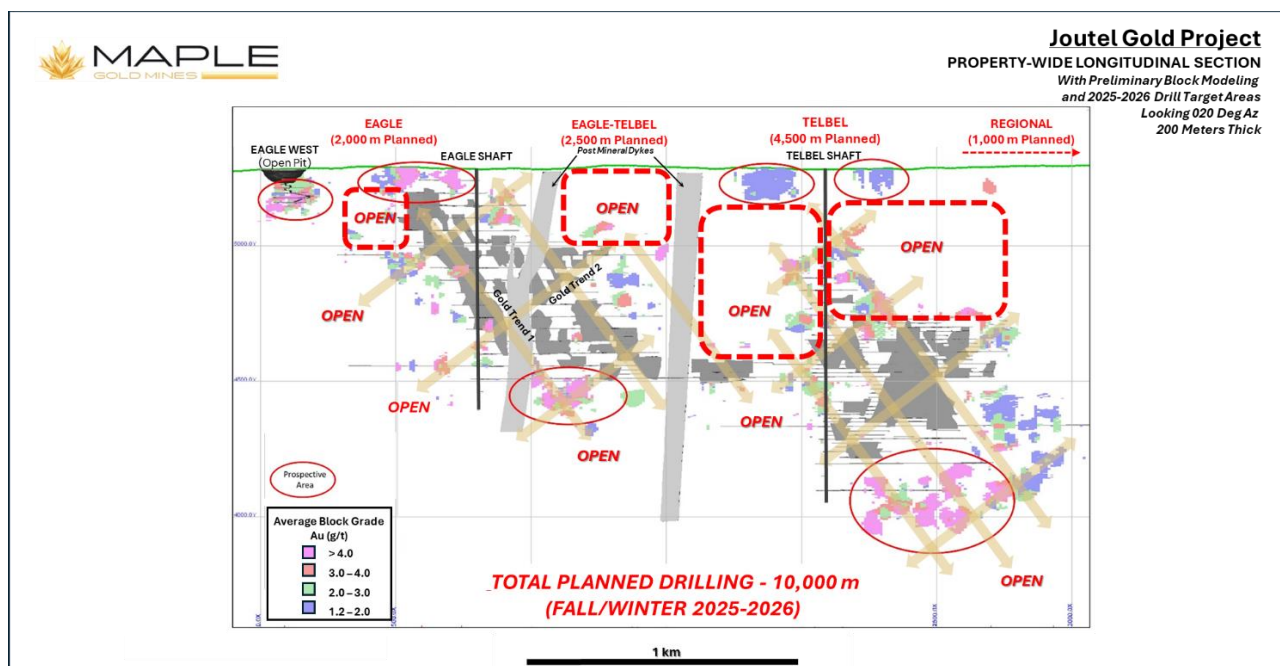 MAPLE
GOLD MINES
Joutel Gold Project
PROPERTY-WIDE LONGITUDINAL SECTION
With Preliminary Block Modeling
and 2025-2026 Drill Target Areas
Looking 020 Deg Az
200 Meters Thick
EAGLE
(2,000 m Planned)
EAGLE-TELBEL
(2,500 m Planned)
TELBEL
(4,500 m Planned)
REGIONAL
(1,000 m Planned)
EAGLE WEST
(Open Pit)
EAGLE SHAFT
Post Mineral Dykes
TELBEL SHAFT
OPEN
OPEN
OPEN
OPEN
OPEN
OPEN
OPEN
OPEN
OPEN
Gold Trend 1
Gold Trend 2
4500.0Y
4000.0Y
Prospective
Area
Average Block Grade
Au (g/t)
> 4.0
3.0 – 4.0
2.0 – 3.0
1.2 – 2.0
TOTAL PLANNED DRILLING - 10,000 m
(FALL/WINTER 2025-2026)
1 km